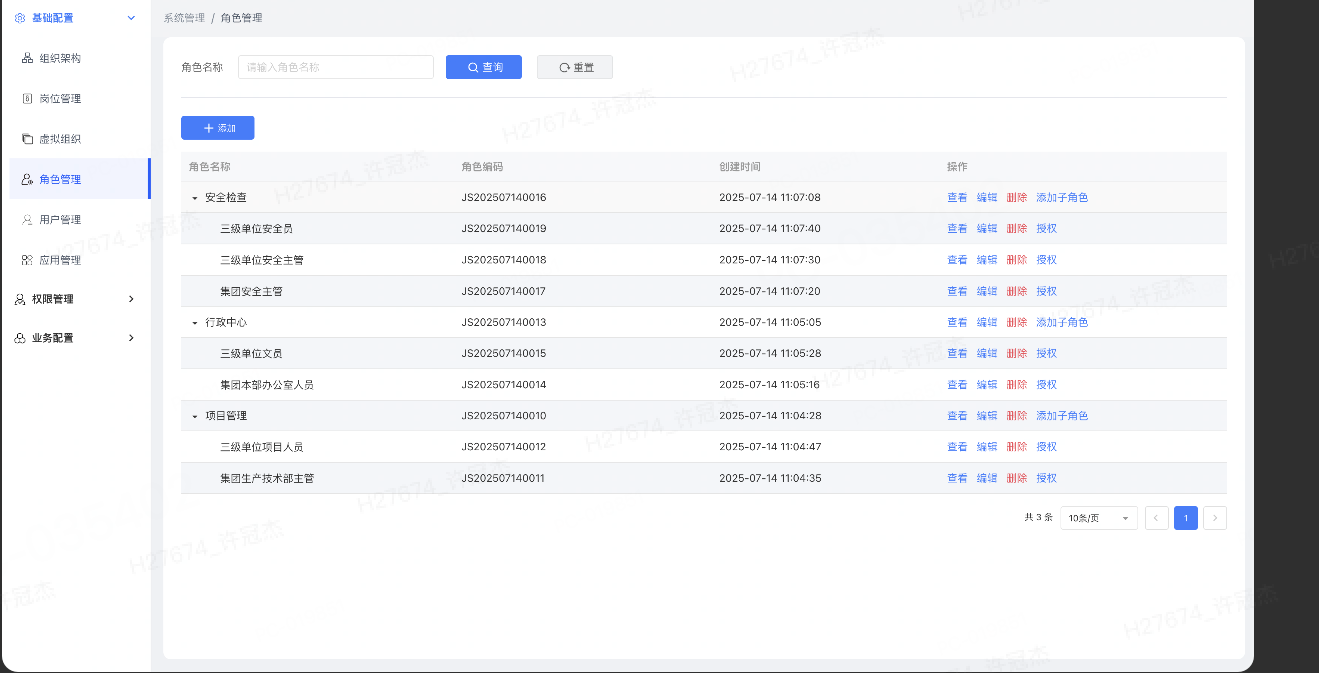 基础配置
系统管理 / 角色管理
组织架构
岗位管理
虚拟组织
角色管理
用户管理
应用管理
权限管理
业务配置
角色名称 请输入角色名称 查询 重置
添加
角色名称 角色编码 创建时间 操作
安全检查 JS202507140016 2025-07-14 11:07:08 查看 编辑 删除 添加子角色
三级单位安全员 JS202507140019 2025-07-14 11:07:40 查看 编辑 删除 授权
三级单位安全主管 JS202507140018 2025-07-14 11:07:30 查看 编辑 删除 授权
集团安全主管 JS202507140017 2025-07-14 11:07:20 查看 编辑 删除 授权
行政中心 JS202507140013 2025-07-14 11:05:05 查看 编辑 删除 添加子角色
三级单位文员 JS202507140015 2025-07-14 11:05:28 查看 编辑 删除 授权
集团本部办公室人员 JS202507140014 2025-07-14 11:05:16 查看 编辑 删除 授权
项目管理 JS202507140010 2025-07-14 11:04:28 查看 编辑 删除 添加子角色
三级单位项目人员 JS202507140012 2025-07-14 11:04:47 查看 编辑 删除 授权
集团生产技术部主管 JS202507140011 2025-07-14 11:04:35 查看 编辑 删除 授权
共 3 条 10条/页 1
H27674_许冠杰